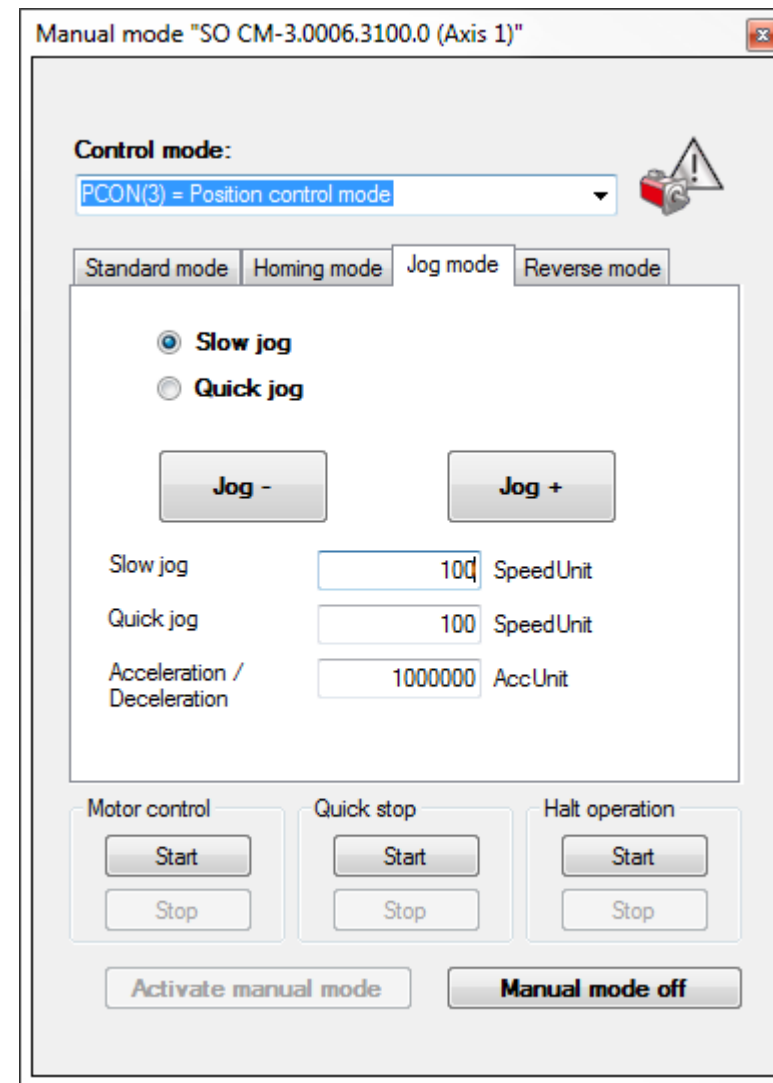 Manual mode "SO CM-3.0006.3100.0 (Axis 1)"
Control mode:
PCON(3) = Position control mode
Standard mode Homing mode Jog mode Reverse mode
Slow jog
Quick jog
Jog - Jog +
Slow jog 100 SpeedUnit
Quick jog 100 SpeedUnit
Acceleration / 1000000 AccUnit
Deceleration
Motor control Quick stop Halt operation
Start Start Start
Stop Stop Stop
Activate manual mode Manual mode off